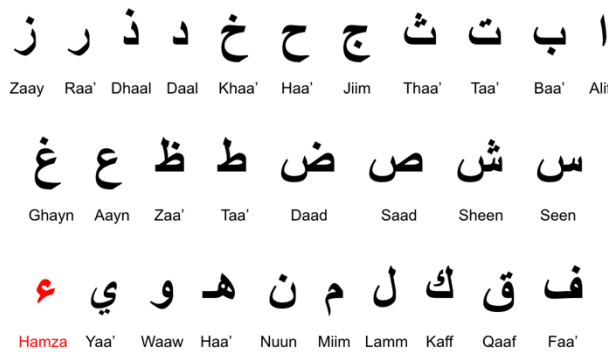 ا ب ت ث ج ح خ د ذ ر ز
Alif Baa’ Taa’ Thaa’ Jiim Haa’ Khaa’ Daal Dhaal Raa’ Zaay
س ش ص ض ط ظ ع غ
Seen Sheen Saad Daad Taa’ Zaa’ Aayn Ghayn
ف ق ك ل م ن هـ و ي ء
Faa’ Qaaf Kaff Lamm Miim Nuun Haa’ Waaw Yaa’ Hamza